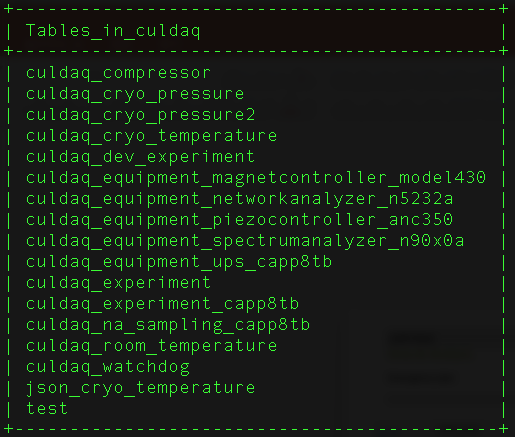 +--------------------------------------------+
| Tables_in_culdaq |
+--------------------------------------------+
| culdaq_compressor |
| culdaq_cryo_pressure |
| culdaq_cryo_pressure2 |
| culdaq_cryo_temperature |
| culdaq_dev_experiment |
| culdaq_equipment_magnetcontroller_model430 |
| culdaq_equipment_networkanalyzer_n5232a |
| culdaq_equipment_piezocontroller_anc350 |
| culdaq_equipment_spectrumanalyzer_n90x0a |
| culdaq_equipment_ups_capp8tb |
| culdaq_experiment |
| culdaq_experiment_capp8tb |
| culdaq_na_sampling_capp8tb |
| culdaq_room_temperature |
| culdaq_watchdog |
| json_cryo_temperature |
| test |
+--------------------------------------------+